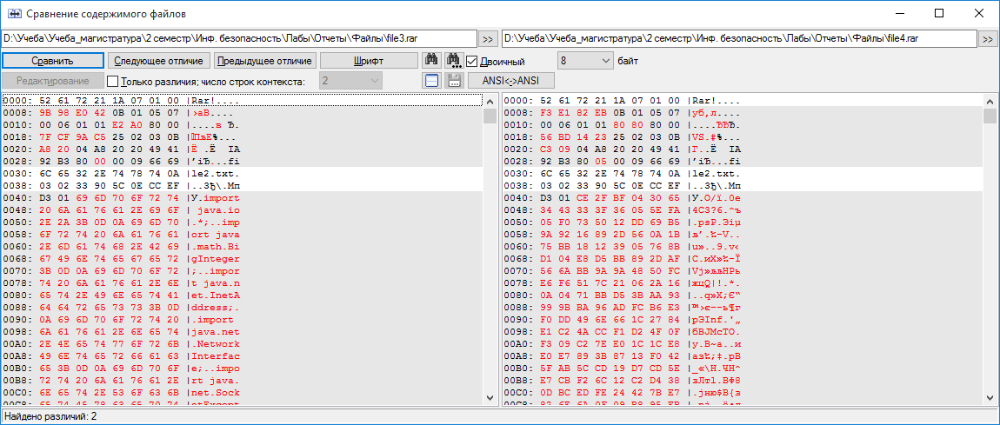 Сравнение содержимого файлов
D:\Учеба\Учеба_магистратура\2 семестр\Инф. безопасность\Лабы\Отчеты\Файлы\file3.rar >>
D:\Учеба\Учеба_магистратура\2 семестр\Инф. безопасность\Лабы\Отчеты\Файлы\file4.rar >>
Сравнить Следующее отличие Предыдущее отличие Шрифт Двоичный 8 байт
Редактирование Только различия; число строк контекста: 2 ANSI<->ANSI
0000: 52 61 72 21 1A 07 01 00 |Rar!....
0008: 9B 98 E0 42 0B 01 05 07 |›.аB....
0010: 00 06 01 01 E2 A0 80 00 |....в Ђ.
0018: 7F CF 9A C5 25 02 03 0B |ПљЕ%...
0020: A8 20 04 A8 20 20 49 41 |Ё .Ё  IA
0028: 92 B3 80 00 00 09 66 69 |’іЂ...fi
0030: 6C 65 32 2E 74 78 74 0A |le2.txt.
0038: 03 02 33 90 5C 0E CC EF |..3ђ\.Мп
0040: D3 01 69 6D 70 6F 72 74 |У.import
0048: 20 6A 61 76 61 2E 69 6F | java.io
0050: 2E 2A 3B 0D 0A 69 6D 70 |.*;..imp
0058: 6F 72 74 20 6A 61 76 61 |ort java
0060: 2E 6D 61 74 68 2E 42 69 |.math.Bi
0068: 67 49 6E 74 65 67 65 72 |gInteger
0070: 3B 0D 0A 69 6D 70 6F 72 |;..impor
0078: 74 20 6A 61 76 61 2E 6E |t java.n
0080: 65 74 2E 49 6E 65 74 41 |et.InetA
0088: 64 64 72 65 73 73 3B 0D |ddress;.
0090: 0A 69 6D 70 6F 72 74 20 |.import
0098: 6A 61 76 61 2E 6E 65 74 |java.net
00A0: 2E 4E 65 74 77 6F 72 6B |.Network
00A8: 49 6E 74 65 72 66 61 63 |Interfac
00B0: 65 3B 0D 0A 69 6D 70 6F |e;..impo
00B8: 72 74 20 6A 61 76 61 2E |rt java.
00C0: 6E 65 74 2E 53 6F 63 6B |net.Sock
00C8: 65 74 45 78 63 65 70 74 |etExcept
0000: 52 61 72 21 1A 07 01 00 |Rar!....
0008: F3 E1 82 EB 0B 01 05 07 |уб‚л....
0010: 00 06 01 01 80 80 80 00 |....ЂЂЂ.
0018: 56 BD 14 23 25 02 03 0B |VЅ.#%...
0020: C3 09 04 A8 20 20 49 41 |Г..Ё  IA
0028: 92 B3 80 05 00 09 66 69 |’іЂ...fi
0030: 6C 65 32 2E 74 78 74 0A |le2.txt.
0038: 03 02 33 90 5C 0E CC EF |..3ђ\.Мп
0040: D3 01 CE 2F BF 04 30 65 |У.О/ї.0e
0048: 34 43 33 3F 36 05 5E FA |4C3?6.^ъ
0050: 05 F0 73 50 12 DD 69 B5 |.рsP.Эiµ
0058: 9A 92 16 89 2D 56 0A 1B |љ’.‰-V..
0060: 75 BB 18 12 39 05 76 8B |u»..9.v‹
0068: D1 04 E8 D5 BB 89 2D AF |С.иХ»‰-Ї
0070: 56 6A BB 9A 9A 48 50 FC |Vj»љљHPь
0078: E6 F6 51 7C 21 06 2A 16 |жцQ|!.*.
0080: 0A 04 71 BB D5 3B AA 93 |..q»Х;Є“
0088: 99 9B BA 96 AD FC B6 E3 |™›є–-ь¶г
0090: F0 DD 49 6E 66 1C 27 84 |рЭInf.'„
0098: E1 C2 4A CC F1 D2 4F 0F |бВJМсТO.
00A0: F3 09 C2 7E E0 1C 1C E8 |у.В~а..и
00A8: E0 E7 89 3B 87 13 F0 42 |аз‰;‡.рB
00B0: 5F AB 5C CD 19 D7 CD 5E |_«\Н.ЧН^
00B8: E7 CB F2 6C 12 C2 D4 38 |зЛтl.ВФ8
00C0: 0D BC ED FE 24 42 7B E7 |.јню$B{з
Найдено различий: 2